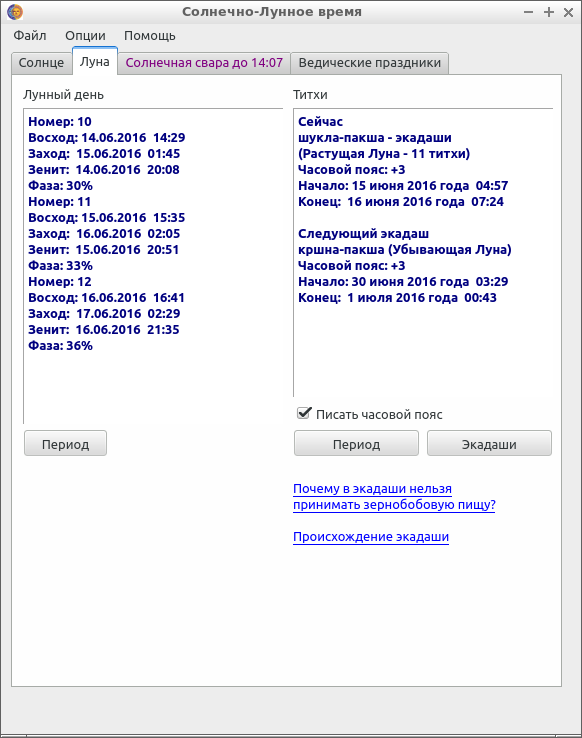 Солнечно-Лунное время
Файл Опции Помощь
Солнце Луна Солнечная свара до 14:07 Ведические праздники
Лунный день
Номер: 10
Восход: 14.06.2016 14:29
Заход: 15.06.2016 01:45
Зенит: 14.06.2016 20:08
Фаза: 30%
Номер: 11
Восход: 15.06.2016 15:35
Заход: 16.06.2016 02:05
Зенит: 15.06.2016 20:51
Фаза: 33%
Номер: 12
Восход: 16.06.2016 16:41
Заход: 17.06.2016 02:29
Зенит: 16.06.2016 21:35
Фаза: 36%
Период
Титхи
Сейчас
шукла-пакша - экадаши
(Растущая Луна - 11 титхи)
Часовой пояс: +3
Начало: 15 июня 2016 года 04:57
Конец: 16 июня 2016 года 07:24
Следующий экадаш
кршна-пакша (Убывающая Луна)
Часовой пояс: +3
Начало: 30 июня 2016 года 03:29
Конец: 1 июля 2016 года 00:43
Писать часовой пояс
Период Экадаши
Почему в экадаши нельзя
принимать зернобобовую пищу?
Происхождение экадаши